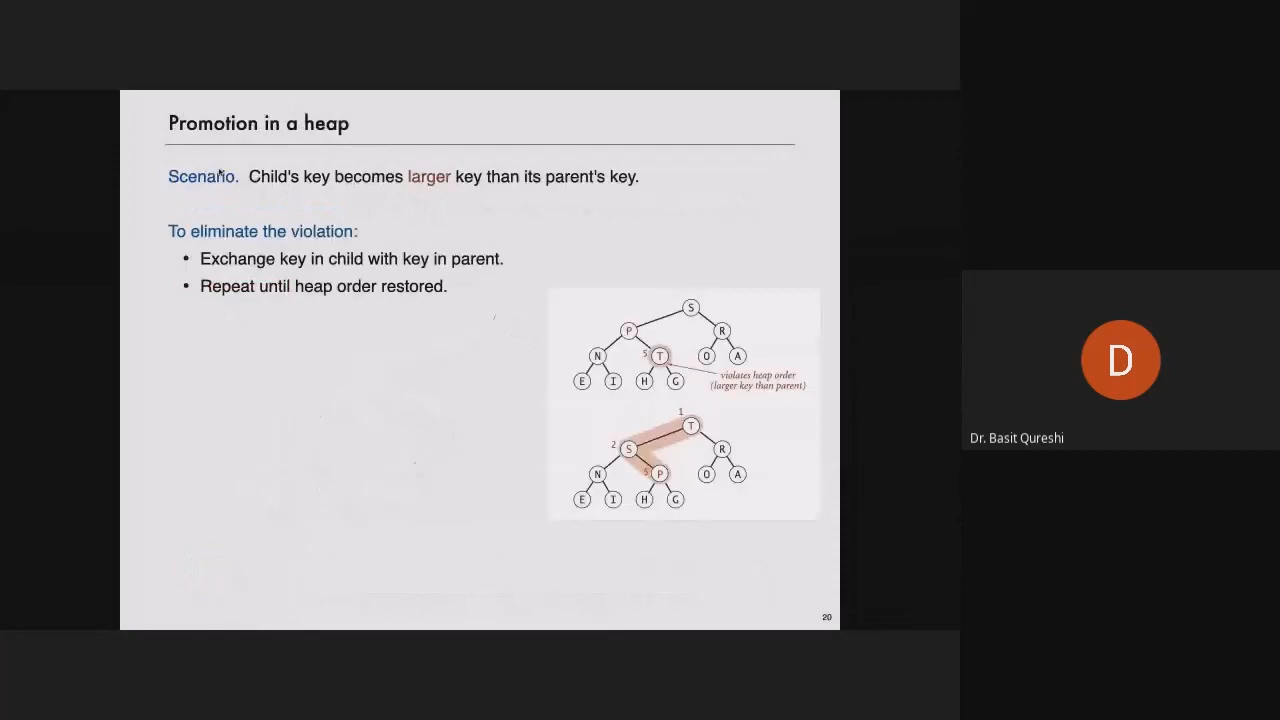 Promotion in a heap
Scenario. Child's key becomes larger key than its parent's key.
To eliminate the violation:
• Exchange key in child with key in parent.
• Repeat until heap order restored.
S
P R
N 5 T O A
violates heap order
(larger key than parent)
E I H G
1 T
2 S R
N 5 P O A
E I H G
20
D
Dr. Basit Qureshi